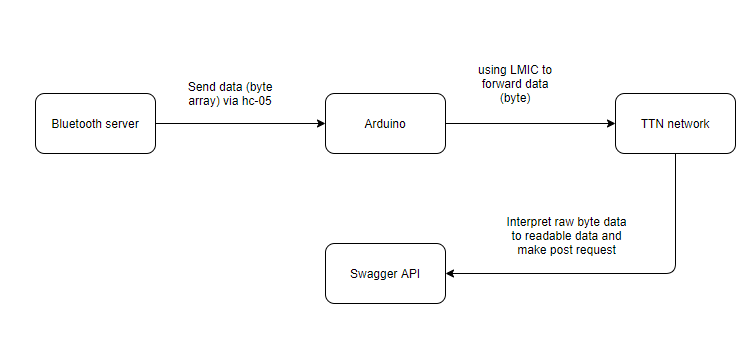 Bluetooth server
Send data (byte
array) via hc-05
Arduino
using LMIC to
forward data
(byte)
TTN network
Interpret raw byte data
to readable data and
make post request
Swagger API